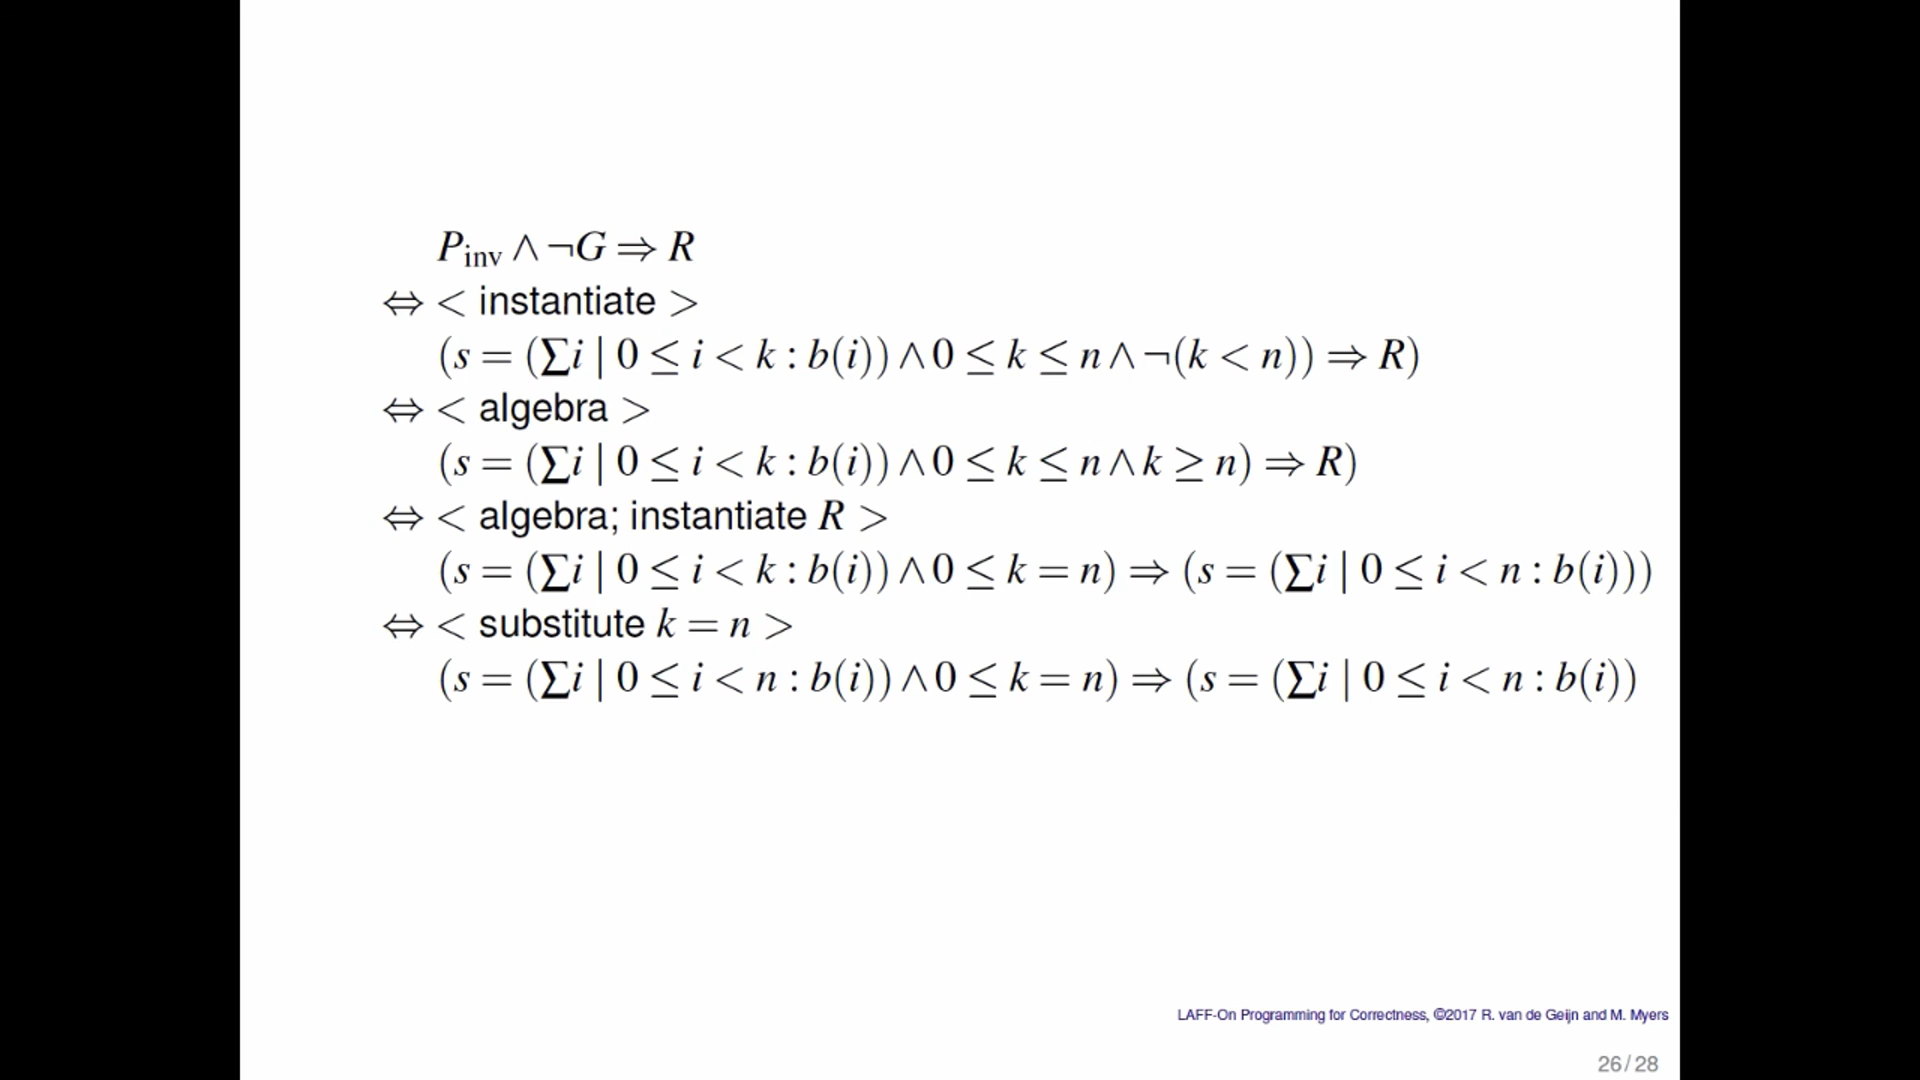 P_inv ∧ ¬G ⇒ R
⇔ < instantiate >
(s = (∑i | 0 ≤ i < k : b(i)) ∧ 0 ≤ k ≤ n ∧ ¬(k < n)) ⇒ R)
⇔ < algebra >
(s = (∑i | 0 ≤ i < k : b(i)) ∧ 0 ≤ k ≤ n ∧ k ≥ n) ⇒ R)
⇔ < algebra; instantiate R >
(s = (∑i | 0 ≤ i < k : b(i)) ∧ 0 ≤ k = n) ⇒ (s = (∑i | 0 ≤ i < n : b(i)))
⇔ < substitute k = n >
(s = (∑i | 0 ≤ i < n : b(i)) ∧ 0 ≤ k = n) ⇒ (s = (∑i | 0 ≤ i < n : b(i))
LAFF-On Programming for Correctness, ©2017 R. van de Geijn and M. Myers
26/28